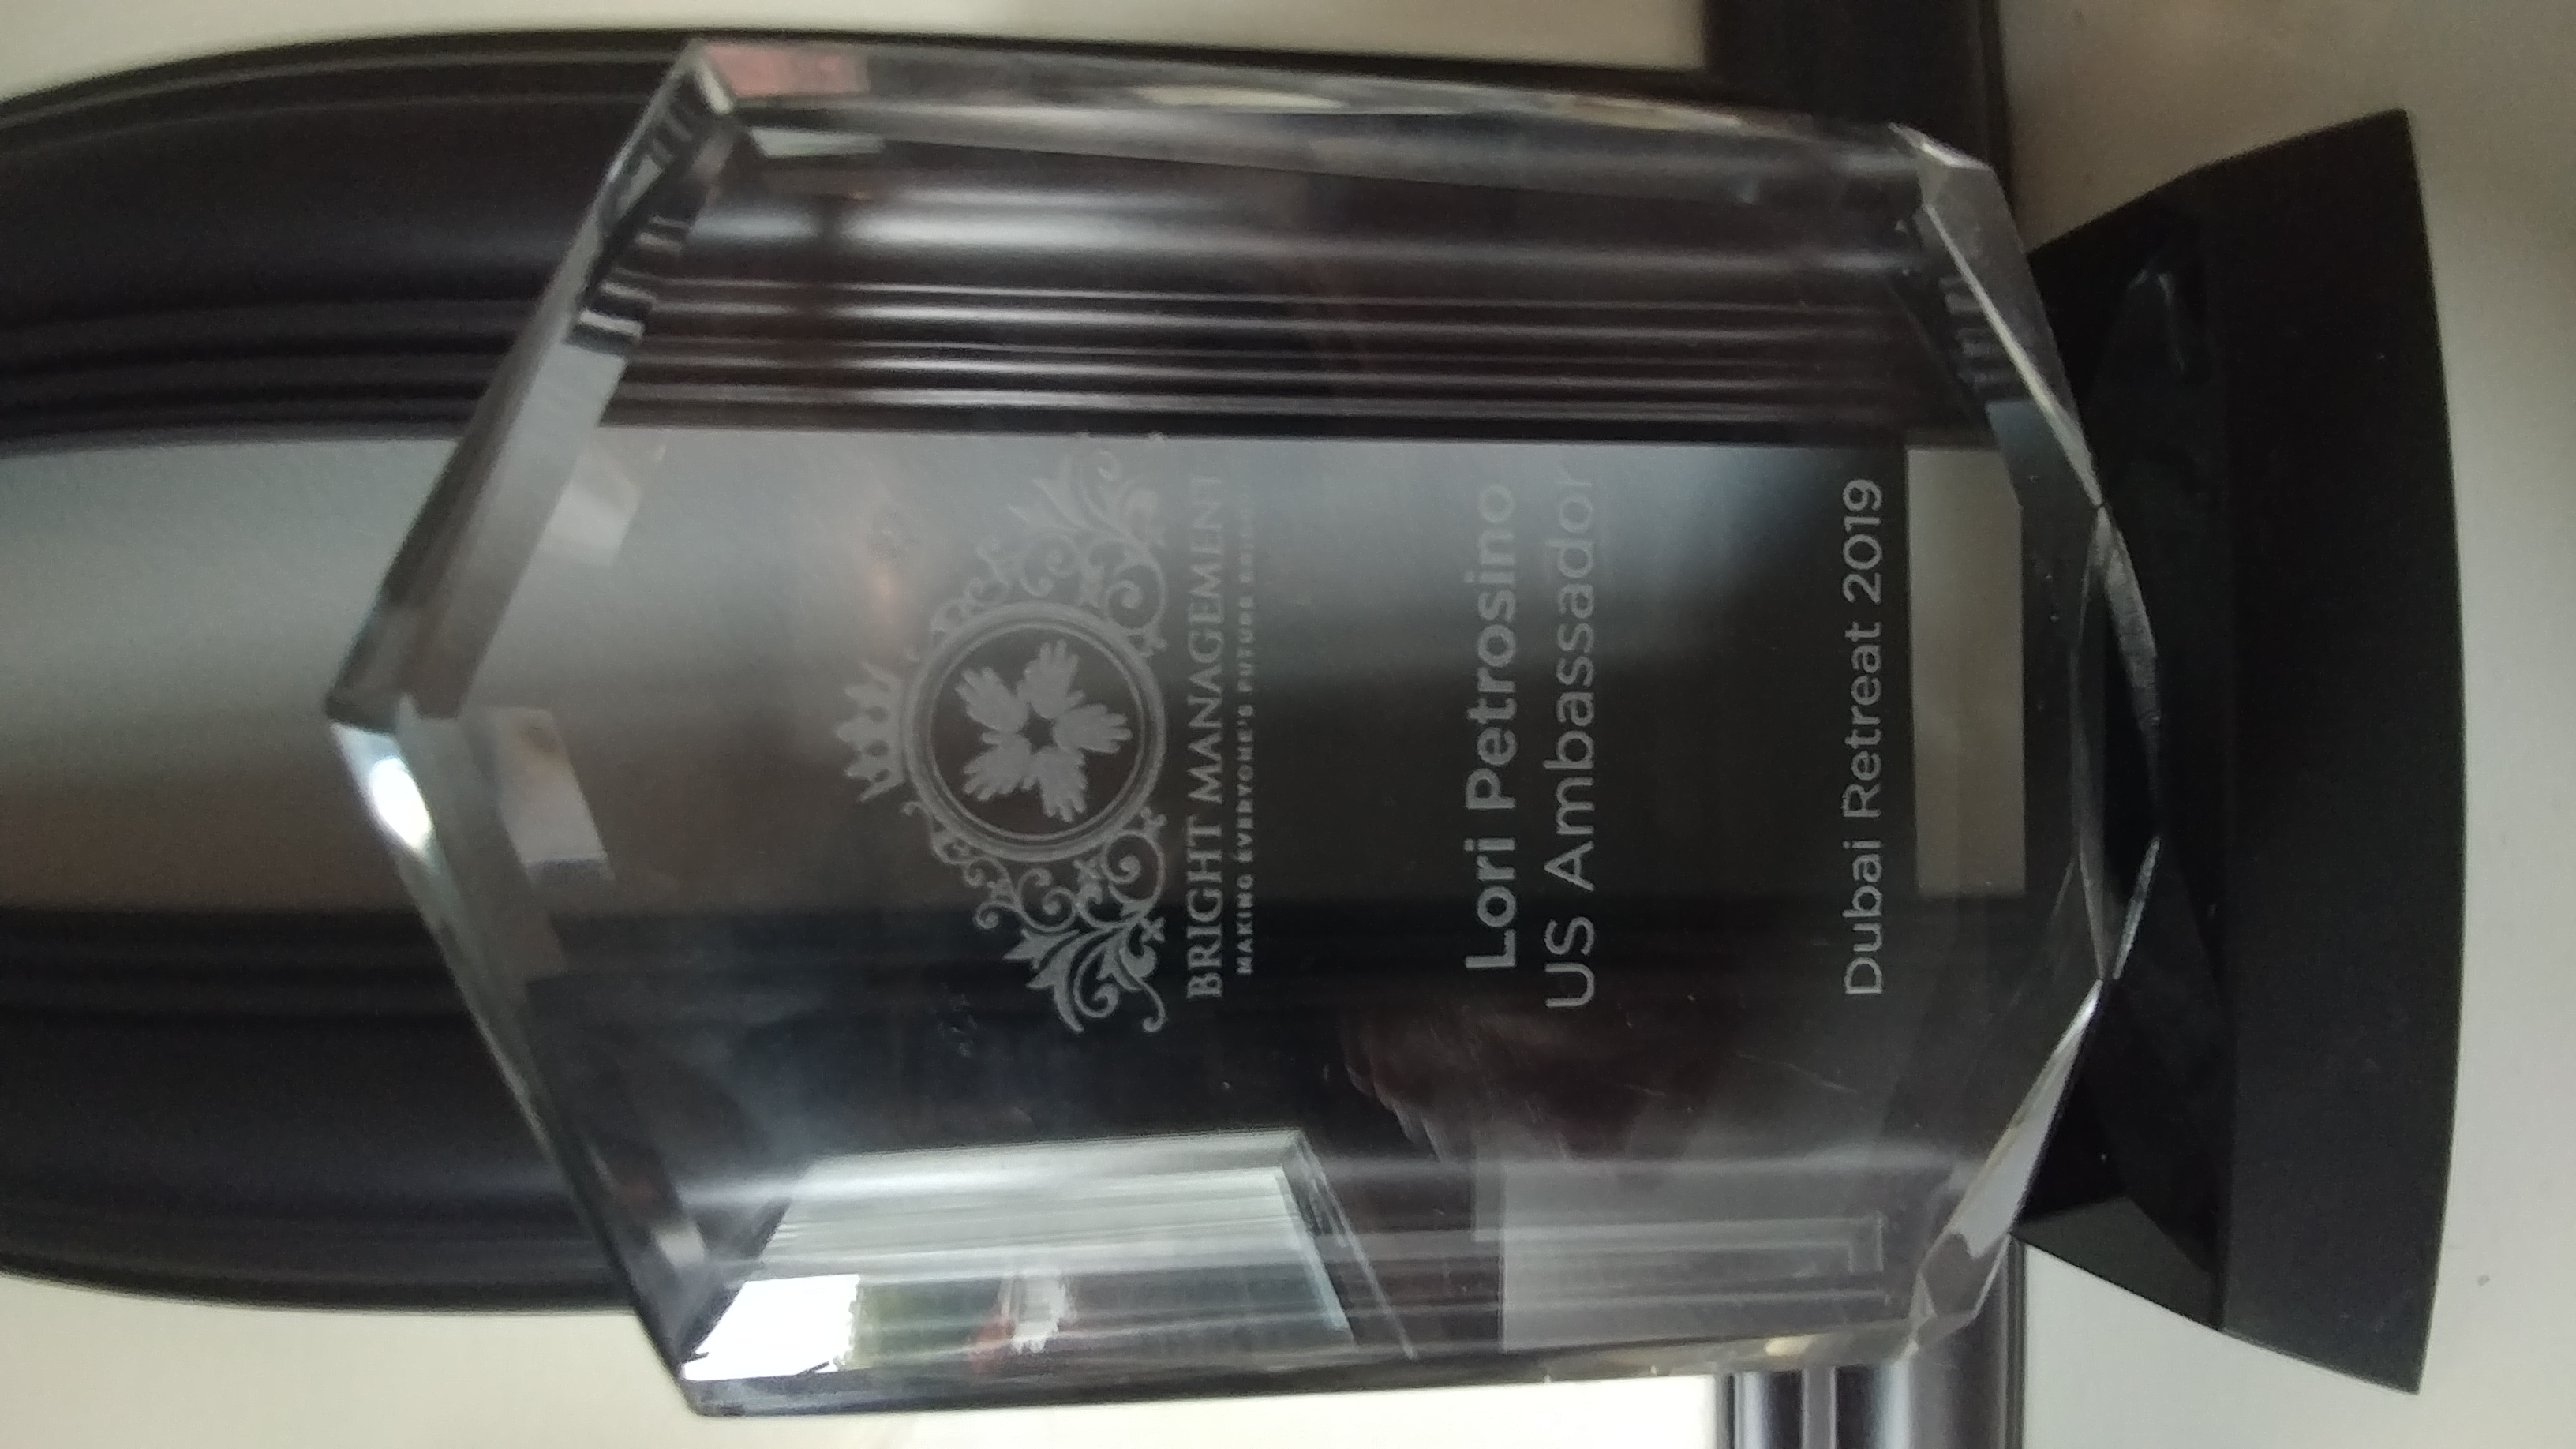 BRIGHT MANAGEMENT
MAKING EVERYONE'S FUTURE BRIGHT
Lori Petrosino
US Ambassador
Dubai Retreat 2019